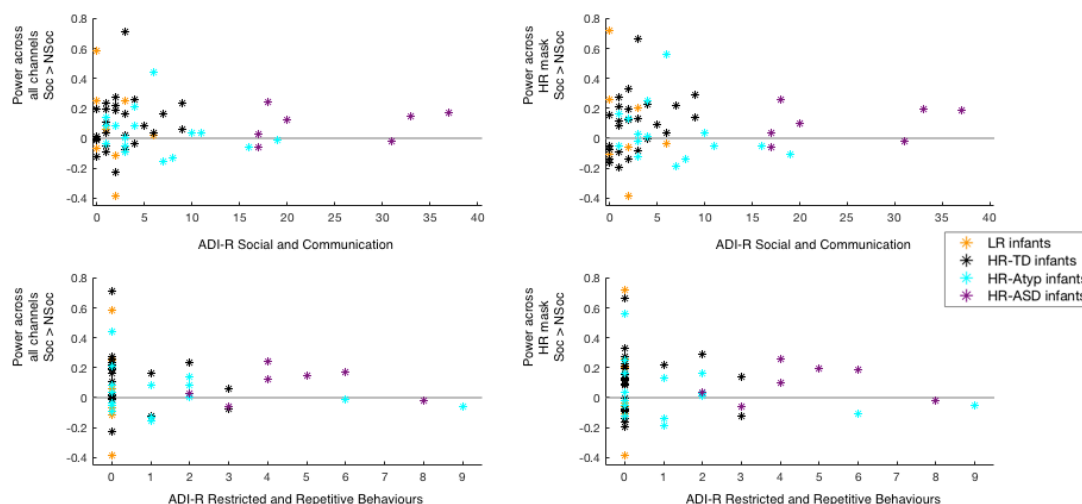 Power across
all channels
Soc > NSoc
0.8
0.6
0.4
0.2
0
-0.2
-0.4
0 5 10 15 20 25 30 35 40
ADI-R Social and Communication
Power across
HR mask
Soc > NSoc
0.8
0.6
0.4
0.2
0
-0.2
-0.4
0 5 10 15 20 25 30 35 40
ADI-R Social and Communication
LR infants
HR-TD infants
HR-Atyp infants
HR-ASD infants
Power across
all channels
Soc > NSoc
0.8
0.6
0.4
0.2
0
-0.2
-0.4
0 1 2 3 4 5 6 7 8 9
ADI-R Restricted and Repetitive Behaviours
Power across
HR mask
Soc > NSoc
0.8
0.6
0.4
0.2
0
-0.2
-0.4
0 1 2 3 4 5 6 7 8 9
ADI-R Restricted and Repetitive Behaviours